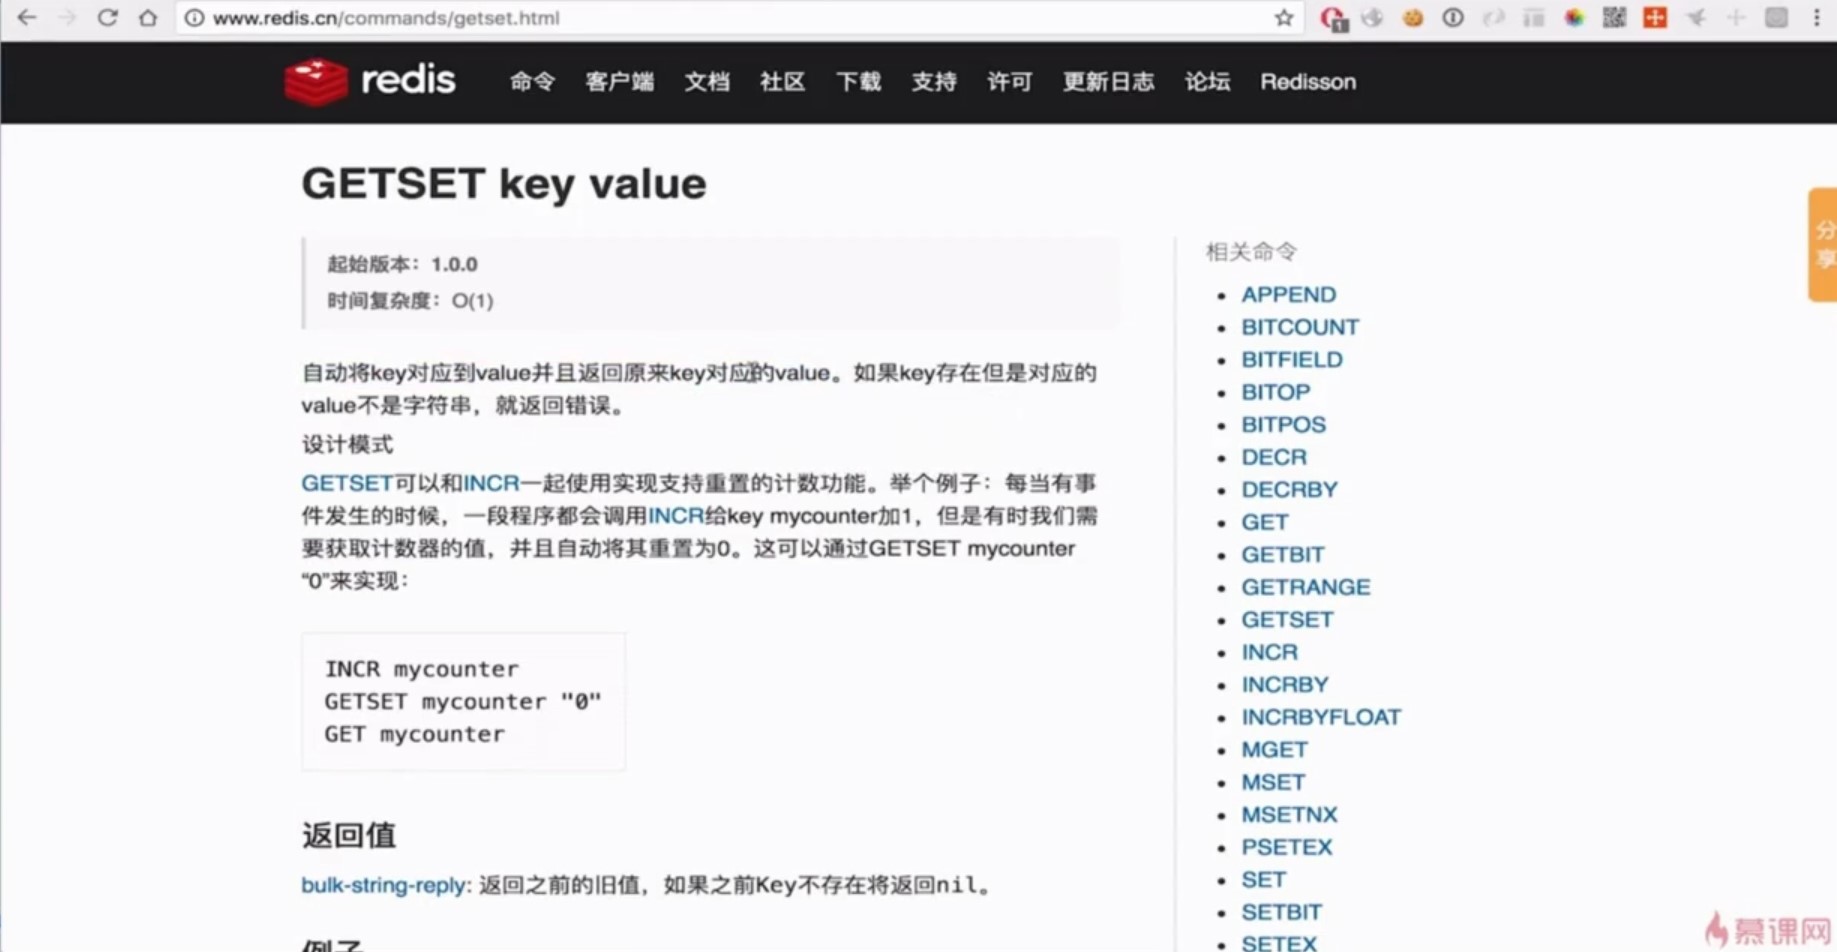 www.redis.cn/commands/getset.html
redis 命令 客户端 文档 社区 下载 支持 许可 更新日志 论坛 Redisson
GETSET key value
起始版本：1.0.0
时间复杂度：O(1)
自动将key对应到value并且返回原来key对应的value。如果key存在但是对应的
value不是字符串，就返回错误。
设计模式
GETSET可以和INCR一起使用实现支持重置的计数功能。举个例子：每当有事
件发生的时候，一段程序都会调用INCR给key mycounter加1，但是有时我们需
要获取计数器的值，并且自动将其重置为0。这可以通过GETSET mycounter
“0”来实现：
INCR mycounter
GETSET mycounter "0"
GET mycounter
返回值
bulk-string-reply: 返回之前的旧值，如果之前Key不存在将返回nil。
例子
相关命令
APPEND
BITCOUNT
BITFIELD
BITOP
BITPOS
DECR
DECRBY
GET
GETBIT
GETRANGE
GETSET
INCR
INCRBY
INCRBYFLOAT
MGET
MSET
MSETNX
PSETEX
SET
SETBIT
SETEX
分
享
慕课网